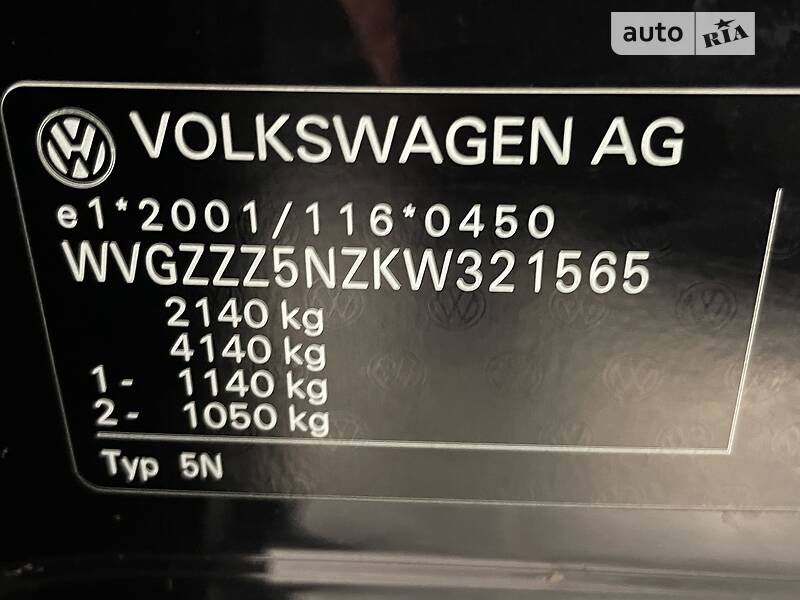 auto RIA
VOLKSWAGEN AG
e1*2001/116*0450
WVGZZZ5NZKW321565
2140 kg
4140 kg
1- 1140 kg
2- 1050 kg
Typ 5N